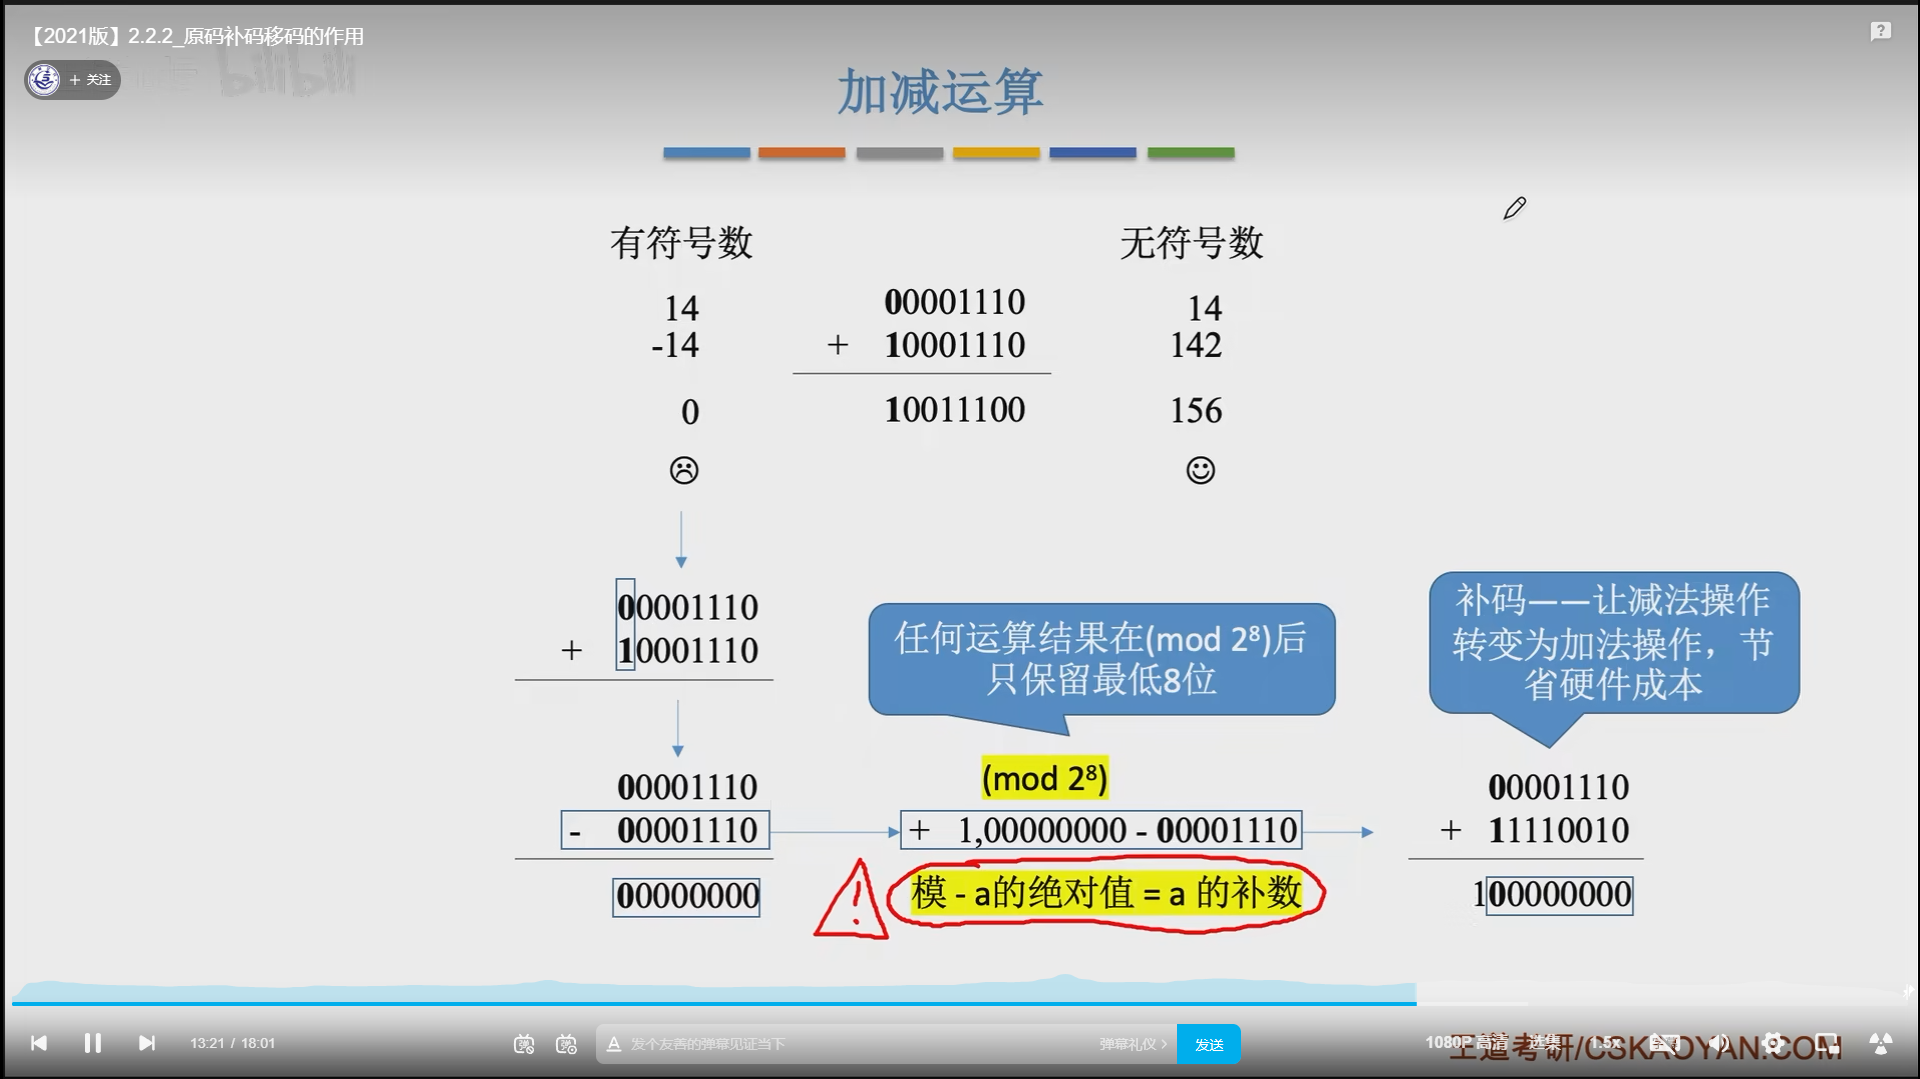 【2021版】2.2.2_原码补码移码的作用
+ 关注
bilibili
加减运算
有符号数
无符号数
14
00001110
14
-14
+ 10001110
142
0
10011100
156
00001110
+ 10001110
任何运算结果在(mod 2⁸)后
只保留最低8位
补码——让减法操作
转变为加法操作，节
省硬件成本
(mod 2⁸)
00001110
00001110
- 00001110
+ 1,00000000 - 00001110
+ 11110010
00000000
模 - a的绝对值 = a 的补数
100000000
13:21 / 18:01
发个友善的弹幕见证当下
弹幕礼仪 >
发送
1080P 高清
选集
1.5x
王道考研/CSKAOYAN.COM